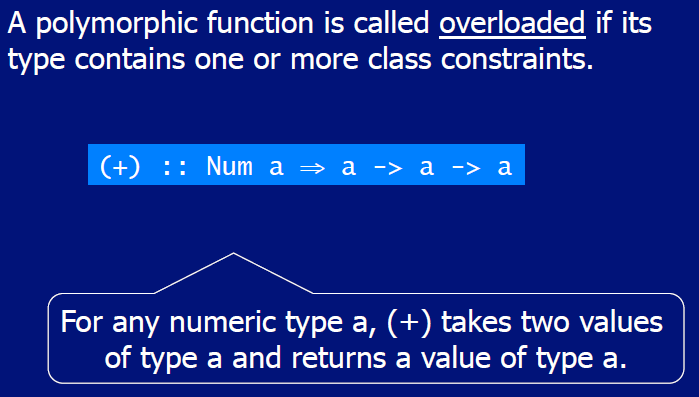 A polymorphic function is called overloaded if its
type contains one or more class constraints.
(+) :: Num a ⇒ a -> a -> a
For any numeric type a, (+) takes two values
of type a and returns a value of type a.